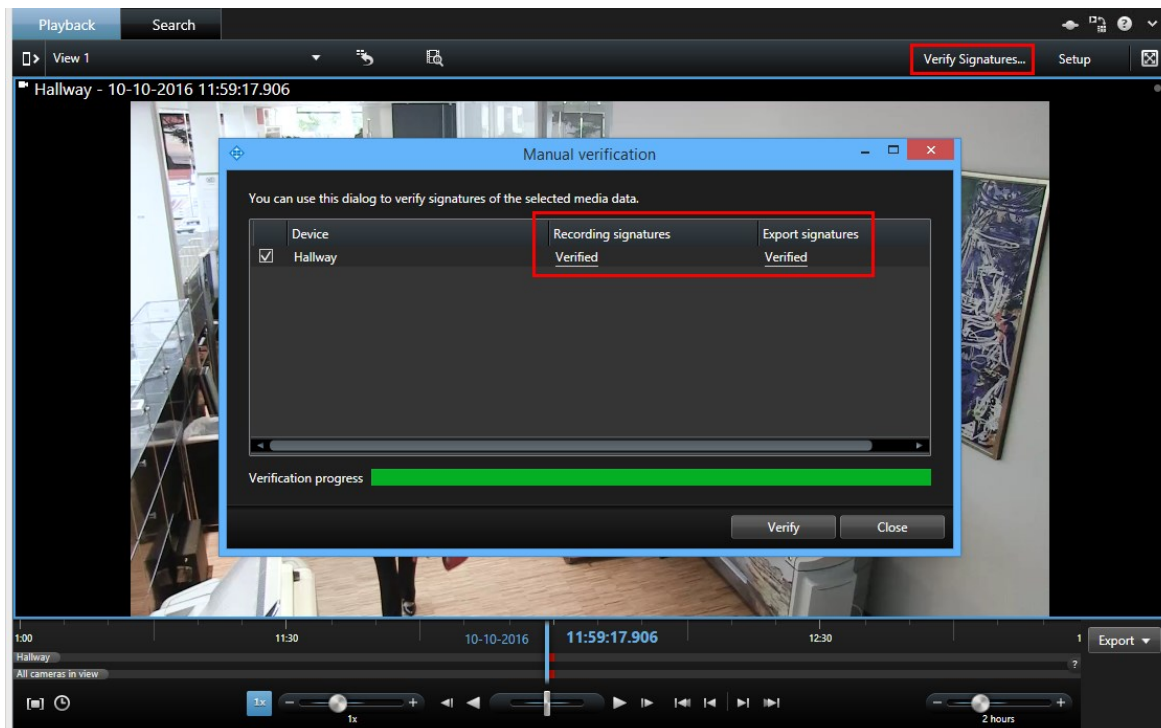 Playback Search
View 1 Verify Signatures... Setup
Hallway - 10-10-2016 11:59:17.906
Manual verification
You can use this dialog to verify signatures of the selected media data.
Device Recording signatures Export signatures
Hallway Verified Verified
Verification progress
Verify Close
1:00 11:30 10-10-2016 11:59:17.906 12:30 1 Export
Hallway
All cameras in view
1x 1x 2 hours